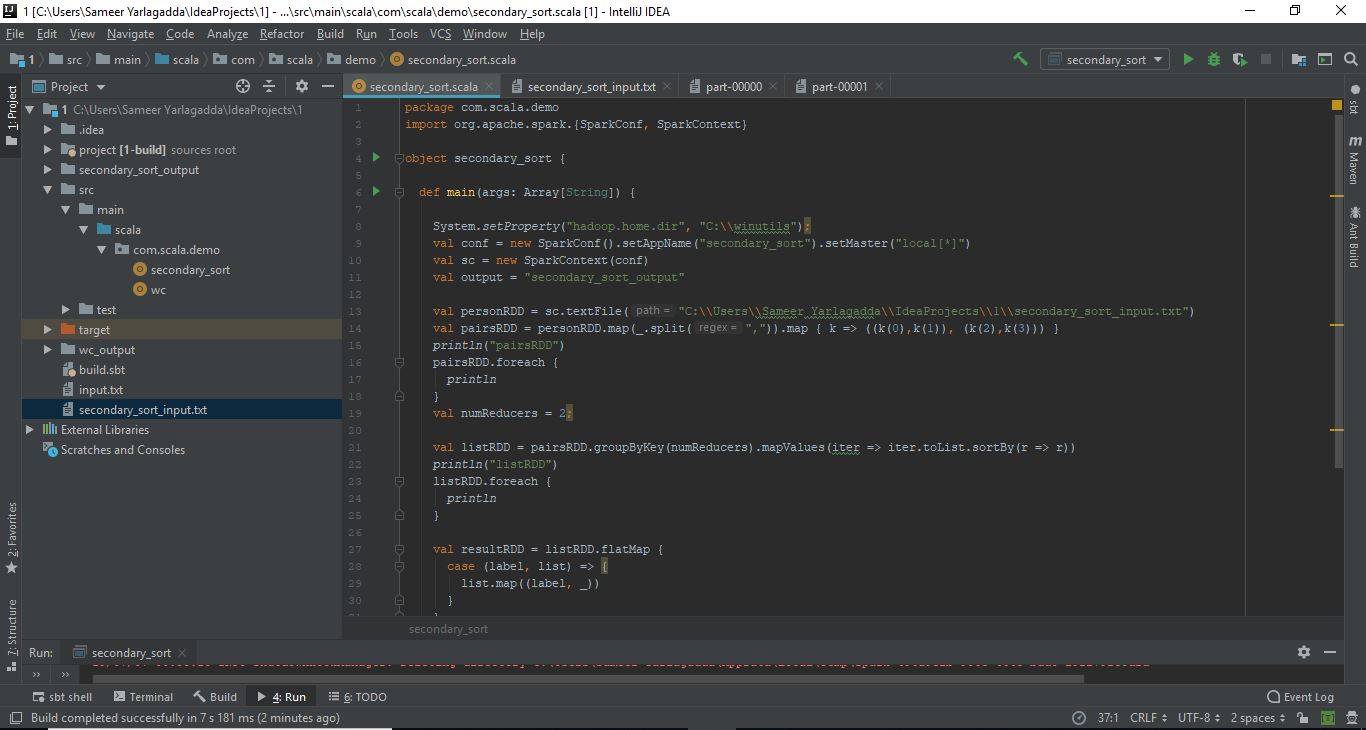 1 [C:\Users\Sameer Yarlagadda\IdeaProjects\1] - ...\src\main\scala\com\scala\demo\secondary_sort.scala [1] - IntelliJ IDEA
File Edit View Navigate Code Analyze Refactor Build Run Tools VCS Window Help
1 src main scala com scala demo secondary_sort.scala secondary_sort
Project secondary_sort.scala secondary_sort_input.txt part-00000 part-00001
1: Project
1 C:\Users\Sameer Yarlagadda\IdeaProjects\1
.idea
project [1-build] sources root
secondary_sort_output
src
main
scala
com.scala.demo
secondary_sort
wc
test
target
wc_output
build.sbt
input.txt
secondary_sort_input.txt
External Libraries
Scratches and Consoles
2: Favorites
7: Structure
1 package com.scala.demo
2 import org.apache.spark.{SparkConf, SparkContext}
3
4 object secondary_sort {
5
6 def main(args: Array[String]) {
7
8 System.setProperty("hadoop.home.dir", "C:\\winutils");
9 val conf = new SparkConf().setAppName("secondary_sort").setMaster("local[*]")
10 val sc = new SparkContext(conf)
11 val output = "secondary_sort_output"
12
13 val personRDD = sc.textFile( path = "C:\\Users\\Sameer Yarlagadda\\IdeaProjects\\1\\secondary_sort_input.txt")
14 val pairsRDD = personRDD.map(_.split( regex = ",")).map { k => ((k(0),k(1)), (k(2),k(3))) }
15 println("pairsRDD")
16 pairsRDD.foreach {
17 println
18 }
19 val numReducers = 2;
20
21 val listRDD = pairsRDD.groupByKey(numReducers).mapValues(iter => iter.toList.sortBy(r => r))
22 println("listRDD")
23 listRDD.foreach {
24 println
25 }
26
27 val resultRDD = listRDD.flatMap {
28 case (label, list) => {
29 list.map((label, _))
30 }
secondary_sort
sbt
Maven
Ant Build
Run: secondary_sort
sbt shell Terminal Build 4: Run 6: TODO Event Log
Build completed successfully in 7 s 181 ms (2 minutes ago) 37:1 CRLF UTF-8 2 spaces